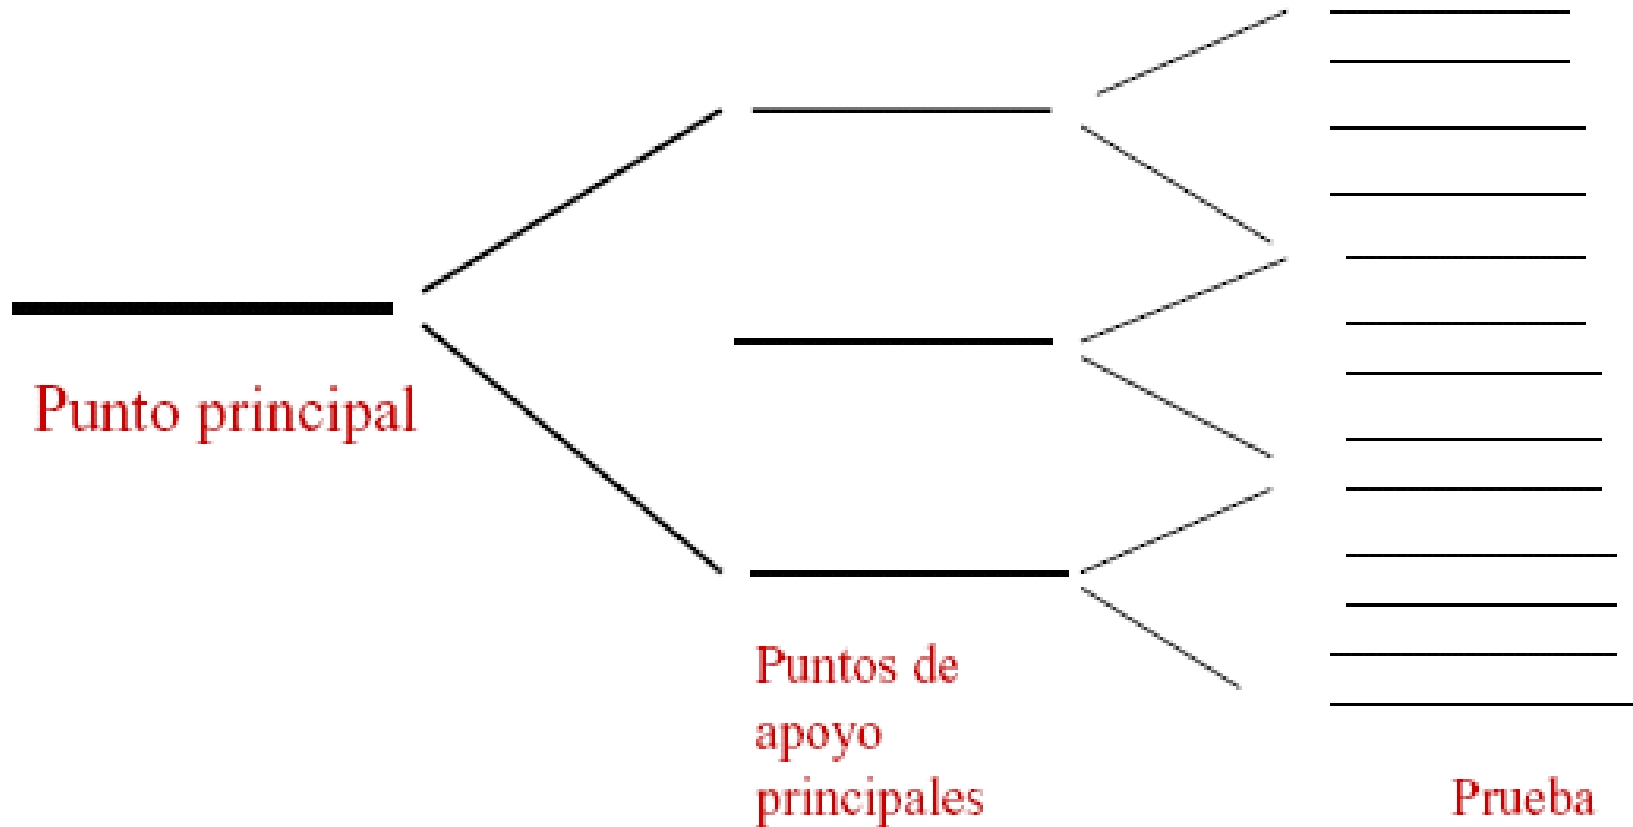 Punto principal
Puntos de
apoyo
principales
Prueba